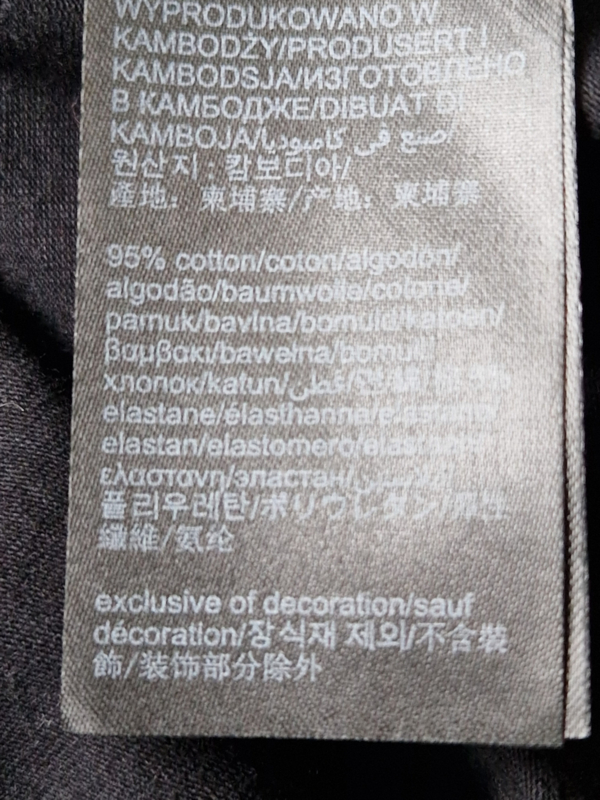 WYPRODUKOWANO W
KAMBODŻY/PRODUSERT I
KAMBODSJA/ИЗГОТОВЛЕНО
В КАМБОДЖЕ/DIBUAT DI
KAMBOJA/صنع في كامبوديا/
원산지 : 캄보디아/
產地: 柬埔寨/产地: 柬埔寨
95% cotton/coton/algodón/
algodão/baumwolle/cotone/
pamuk/bavlna/bomuld/katoen/
βαμβακι/bawełna/bomull/
хлопок/katun/قطن/
elastane/élasthanne/
elastan/elastomero/
ελαστανη/эластан/
폴리우레탄/ポリウレタン/彈性
纖維/氨纶
exclusive of decoration/sauf
décoration/장식재 제외/不含裝
飾/装饰部分除外